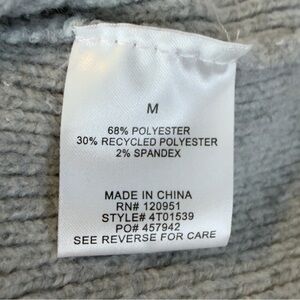 M
68% POLYESTER
30% RECYCLED POLYESTER
2% SPANDEX
MADE IN CHINA
RN# 120951
STYLE# 4T01539
PO# 457942
SEE REVERSE FOR CARE